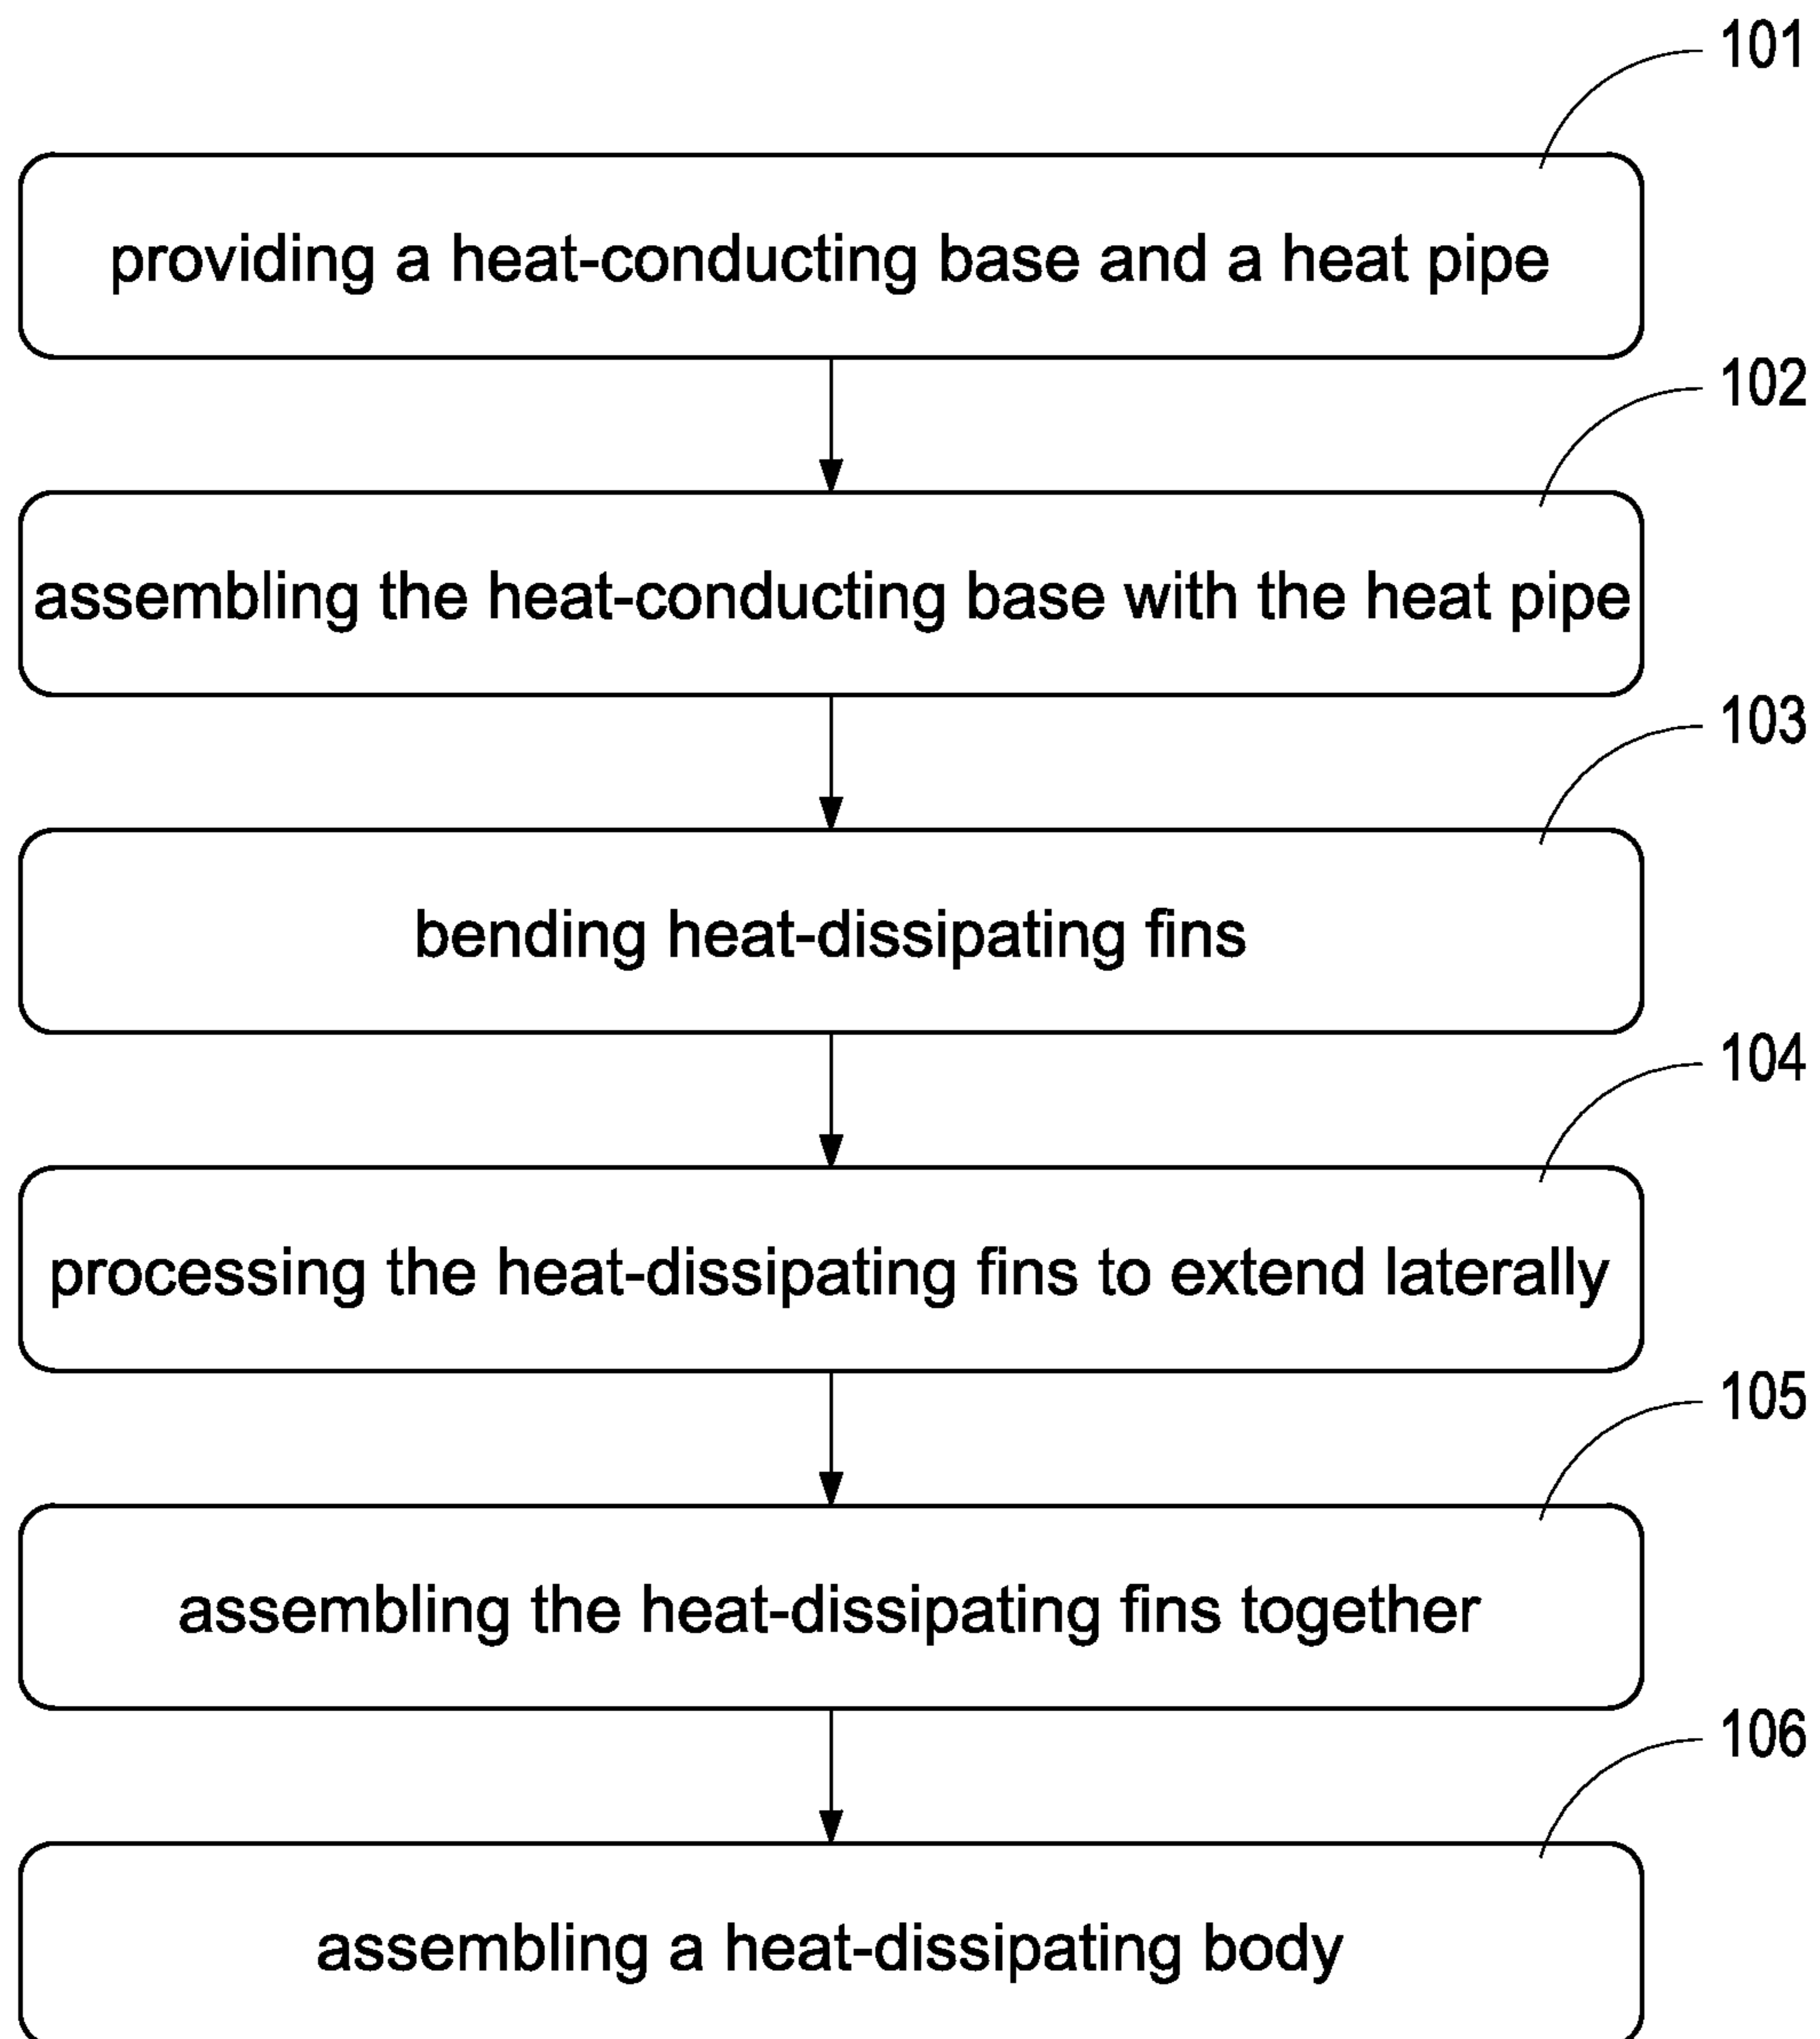 101
providing a heat-conducting base and a heat pipe
102
assembling the heat-conducting base with the heat pipe
103
bending heat-dissipating fins
104
processing the heat-dissipating fins to extend laterally
105
assembling the heat-dissipating fins together
106
assembling a heat-dissipating body